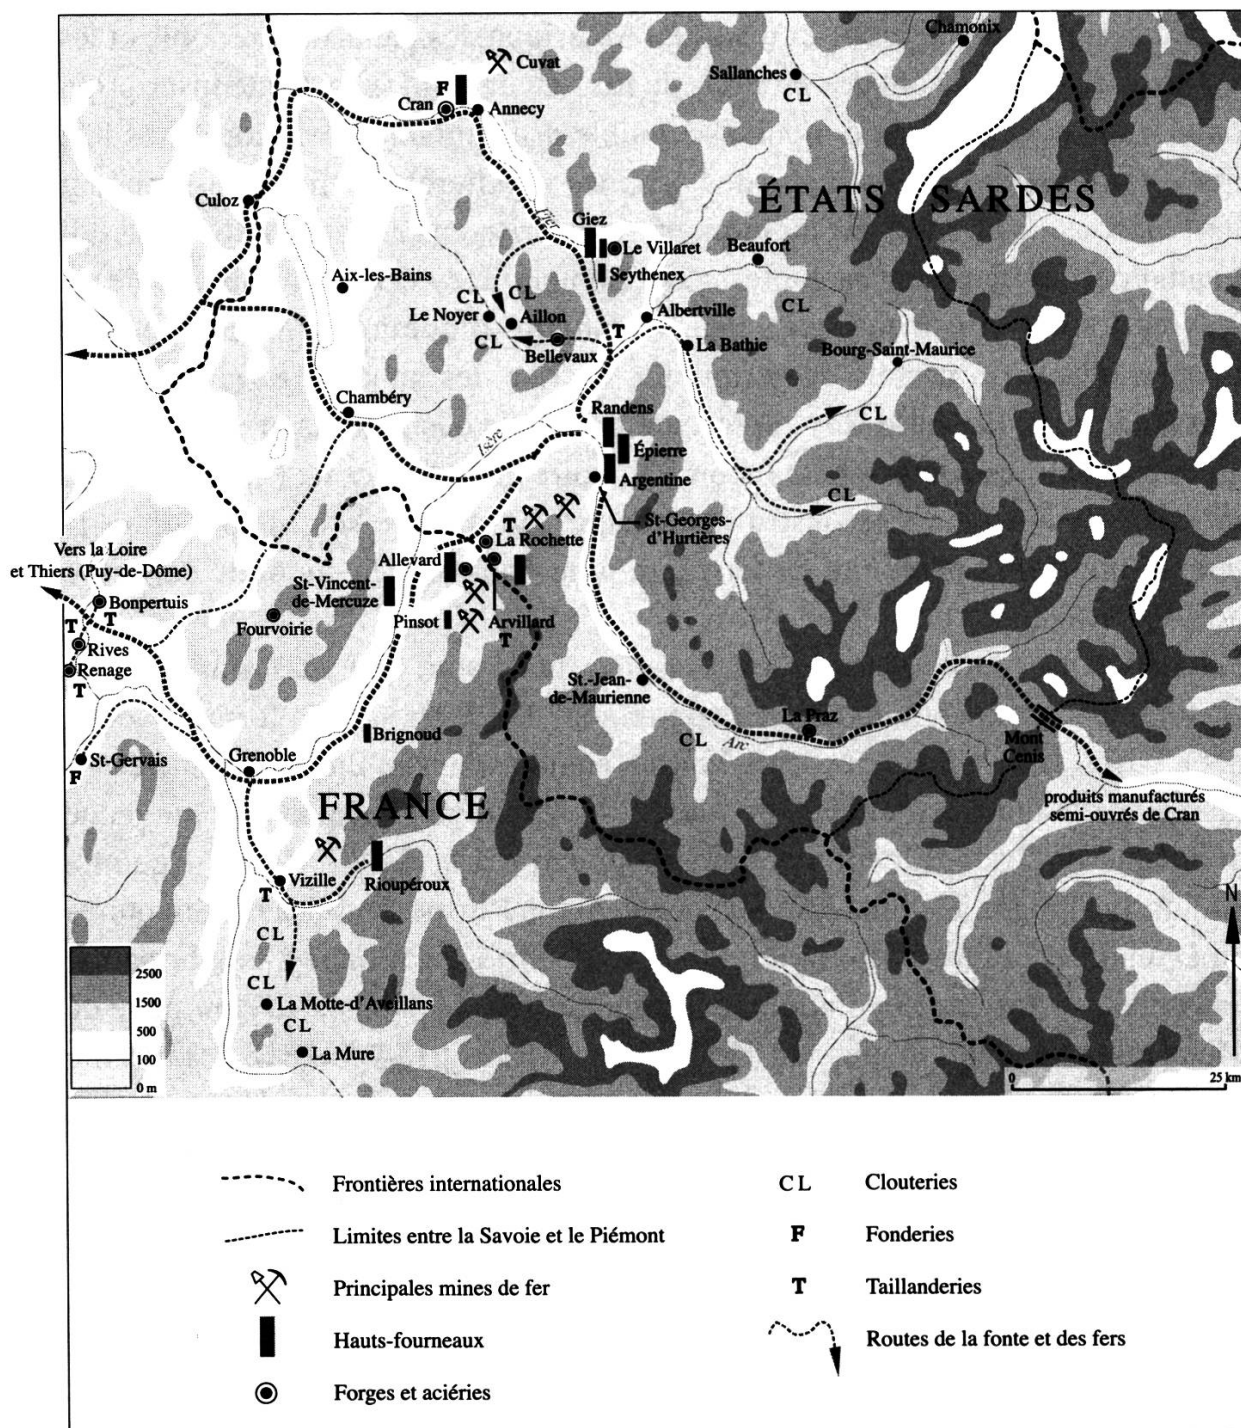 Chamonix
Cuvat
Sallanches
CL
F
Cran
Annecy
ÉTATS SARDES
Culoz
Fier
Giez
Le Villaret
Beaufort
Seythenex
Aix-les-Bains
CL
CL
CL
Le Noyer
Aillon
Albertville
T
CL
Bellevaux
La Bathie
Bourg-Saint-Maurice
Chambéry
CL
Randens
Isère
Épierre
Argentine
CL
St-Georges-
d'Hurtières
T
La Rochette
Vers la Loire
et Thiers (Puy-de-Dôme)
Allevard
St-Vincent-
de-Mercuze
Bonpertuis
T
T
Fourvoirie
Pinsot
Arvillard
T
Rives
Renage
T
St.-Jean-
de-Maurienne
La Praz
Brignoud
CL
Arc
Mont
Cenis
Grenoble
St-Gervais
F
FRANCE
produits manufacturés
semi-ouvrés de Cran
Vizille
Rioupéroux
T
N
CL
2500
CL
1500
La Motte-d'Aveillans
CL
500
La Mure
100
0 m
0 25 km
Frontières internationales
Limites entre la Savoie et le Piémont
Principales mines de fer
Hauts-fourneaux
Forges et aciéries
CL Clouteries
F Fonderies
T Taillanderies
Routes de la fonte et des fers